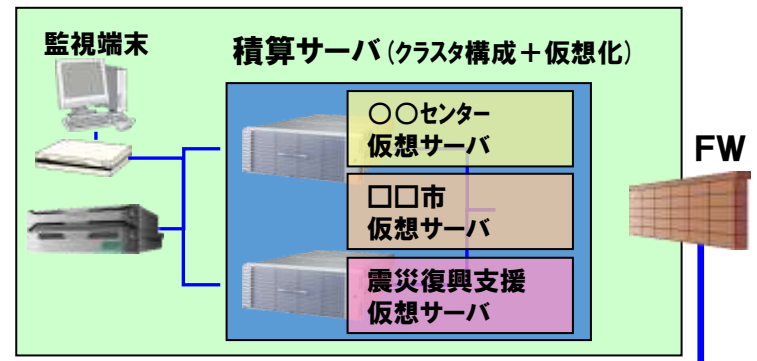 監視端末
積算サーバ(クラスタ構成+仮想化)
○○センター
仮想サーバ
□□市
仮想サーバ
震災復興支援
仮想サーバ
FW